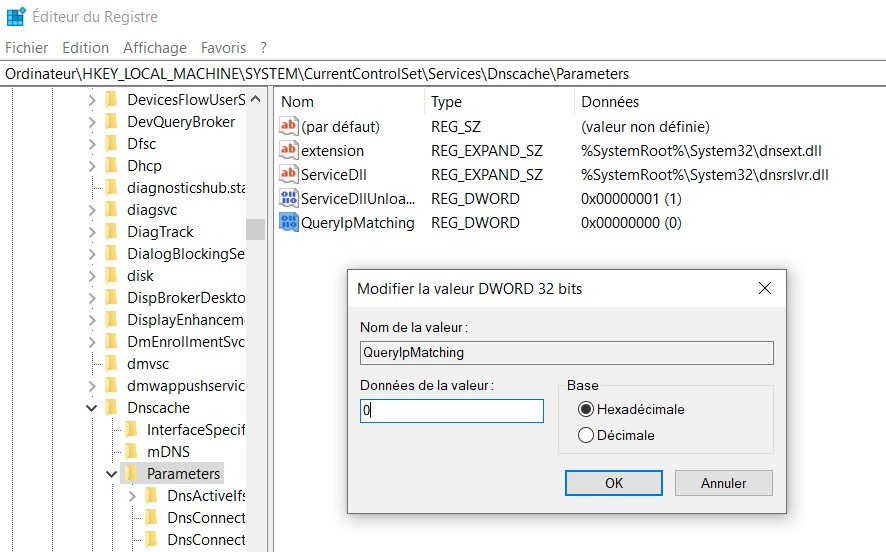 Éditeur du Registre
Fichier Edition Affichage Favoris ?
Ordinateur\HKEY_LOCAL_MACHINE\SYSTEM\CurrentControlSet\Services\Dnscache\Parameters
DevicesFlowUserS
DevQueryBroker
Dfsc
Dhcp
diagnosticshub.sta
diagsvc
DiagTrack
DialogBlockingSe
disk
DispBrokerDeskto
DisplayEnhancem
DmEnrollmentSvc
dmvsc
dmwappushservic
Dnscache
InterfaceSpecif
mDNS
Parameters
DnsActiveIfs
DnsConnect
DnsConnect
Nom Type Données
(par défaut) REG_SZ (valeur non définie)
extension REG_EXPAND_SZ %SystemRoot%\System32\dnsext.dll
ServiceDll REG_EXPAND_SZ %SystemRoot%\System32\dnsrslvr.dll
ServiceDllUnloa... REG_DWORD 0x00000001 (1)
QueryIpMatching REG_DWORD 0x00000000 (0)
Modifier la valeur DWORD 32 bits
Nom de la valeur :
QueryIpMatching
Données de la valeur :
0
Base
Hexadécimale
Décimale
OK Annuler